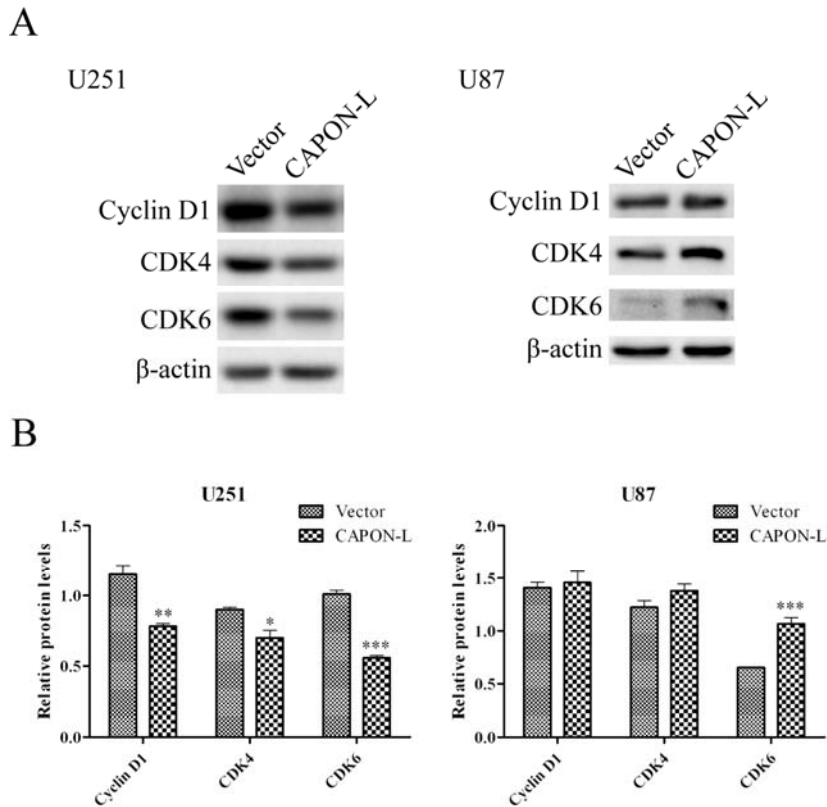 A
U251
Vector CAPON-L
Cyclin D1
CDK4
CDK6
β-actin
U87
Vector CAPON-L
Cyclin D1
CDK4
CDK6
β-actin
B
U251
Vector
CAPON-L
Relative protein levels
1.5
1.0
0.5
0.0
**
*
***
Cyclin D1 CDK4 CDK6
U87
Vector
CAPON-L
Relative protein levels
2.0
1.5
1.0
0.5
0.0
***
Cyclin D1 CDK4 CDK6